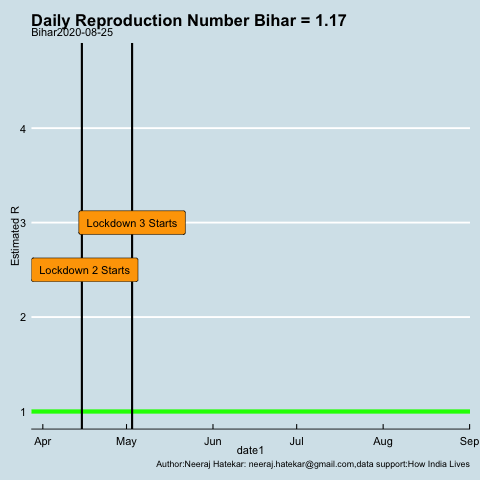 Daily Reproduction Number Bihar = 1.17
Bihar2020-08-25
4
3
2
1
Estimated R
Lockdown 3 Starts
Lockdown 2 Starts
Apr May Jun Jul Aug Sep
date1
Author:Neeraj Hatekar: neeraj.hatekar@gmail.com,data support:How India Lives